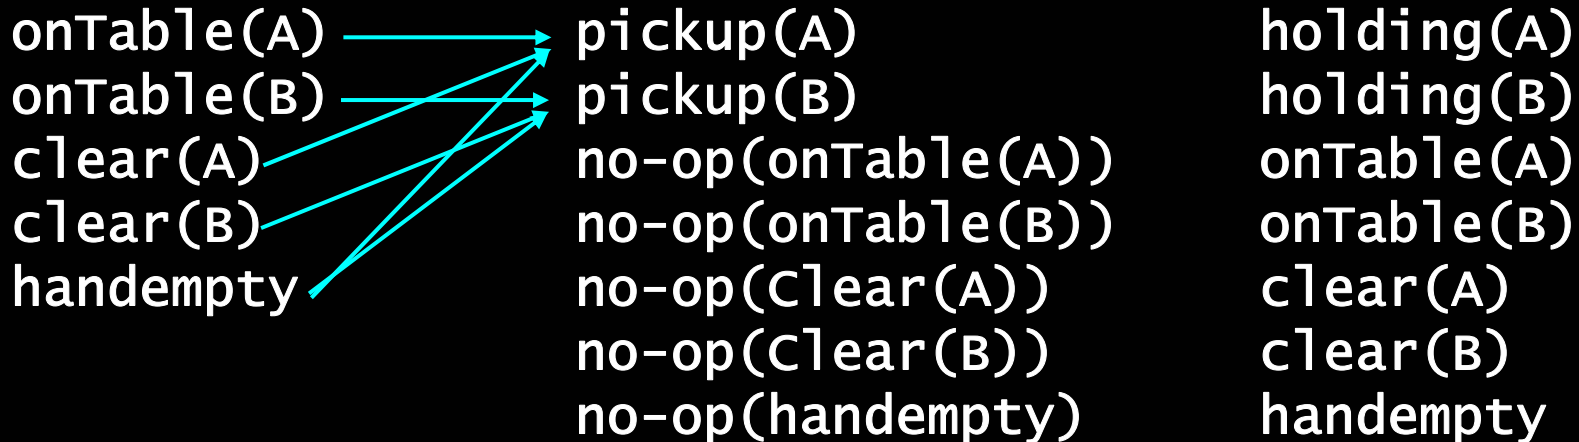 onTable(A) pickup(A) holding(A)
onTable(B) pickup(B) holding(B)
clear(A) no-op(onTable(A)) onTable(A)
clear(B) no-op(onTable(B)) onTable(B)
handempty no-op(Clear(A)) clear(A)
no-op(Clear(B)) clear(B)
no-op(handempty) handempty